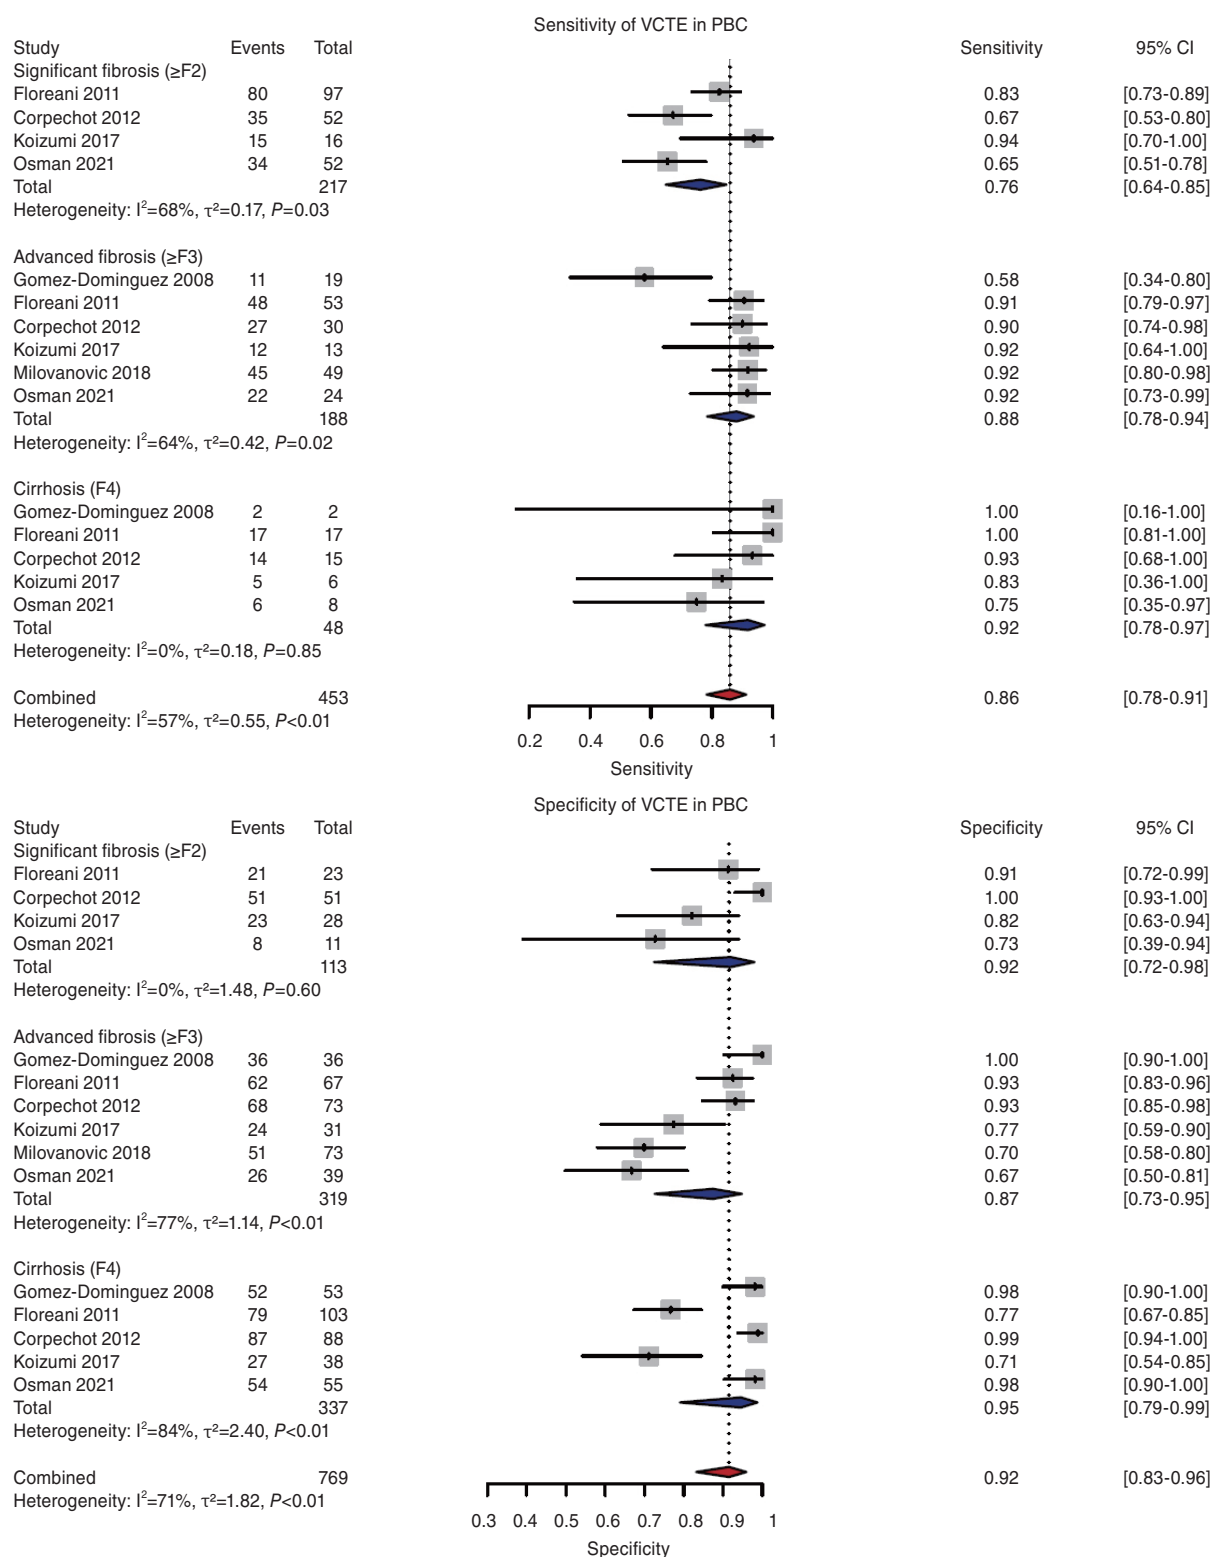 Sensitivity of VCTE in PBC
Study Events Total Sensitivity 95% CI
Significant fibrosis (≥F2)
Floreani 2011 80 97 0.83 [0.73-0.89]
Corpechot 2012 35 52 0.67 [0.53-0.80]
Koizumi 2017 15 16 0.94 [0.70-1.00]
Osman 2021 34 52 0.65 [0.51-0.78]
Total 217 0.76 [0.64-0.85]
Heterogeneity: I²=68%, τ²=0.17, P=0.03
Advanced fibrosis (≥F3)
Gomez-Dominguez 2008 11 19 0.58 [0.34-0.80]
Floreani 2011 48 53 0.91 [0.79-0.97]
Corpechot 2012 27 30 0.90 [0.74-0.98]
Koizumi 2017 12 13 0.92 [0.64-1.00]
Milovanovic 2018 45 49 0.92 [0.80-0.98]
Osman 2021 22 24 0.92 [0.73-0.99]
Total 188 0.88 [0.78-0.94]
Heterogeneity: I²=64%, τ²=0.42, P=0.02
Cirrhosis (F4)
Gomez-Dominguez 2008 2 2 1.00 [0.16-1.00]
Floreani 2011 17 17 1.00 [0.81-1.00]
Corpechot 2012 14 15 0.93 [0.68-1.00]
Koizumi 2017 5 6 0.83 [0.36-1.00]
Osman 2021 6 8 0.75 [0.35-0.97]
Total 48 0.92 [0.78-0.97]
Heterogeneity: I²=0%, τ²=0.18, P=0.85
Combined 453 0.86 [0.78-0.91]
Heterogeneity: I²=57%, τ²=0.55, P<0.01
0.2 0.4 0.6 0.8 1
Sensitivity
Specificity of VCTE in PBC
Study Events Total Specificity 95% CI
Significant fibrosis (≥F2)
Floreani 2011 21 23 0.91 [0.72-0.99]
Corpechot 2012 51 51 1.00 [0.93-1.00]
Koizumi 2017 23 28 0.82 [0.63-0.94]
Osman 2021 8 11 0.73 [0.39-0.94]
Total 113 0.92 [0.72-0.98]
Heterogeneity: I²=0%, τ²=1.48, P=0.60
Advanced fibrosis (≥F3)
Gomez-Dominguez 2008 36 36 1.00 [0.90-1.00]
Floreani 2011 62 67 0.93 [0.83-0.96]
Corpechot 2012 68 73 0.93 [0.85-0.98]
Koizumi 2017 24 31 0.77 [0.59-0.90]
Milovanovic 2018 51 73 0.70 [0.58-0.80]
Osman 2021 26 39 0.67 [0.50-0.81]
Total 319 0.87 [0.73-0.95]
Heterogeneity: I²=77%, τ²=1.14, P<0.01
Cirrhosis (F4)
Gomez-Dominguez 2008 52 53 0.98 [0.90-1.00]
Floreani 2011 79 103 0.77 [0.67-0.85]
Corpechot 2012 87 88 0.99 [0.94-1.00]
Koizumi 2017 27 38 0.71 [0.54-0.85]
Osman 2021 54 55 0.98 [0.90-1.00]
Total 337 0.95 [0.79-0.99]
Heterogeneity: I²=84%, τ²=2.40, P<0.01
Combined 769 0.92 [0.83-0.96]
Heterogeneity: I²=71%, τ²=1.82, P<0.01
0.3 0.4 0.5 0.6 0.7 0.8 0.9 1
Specificity